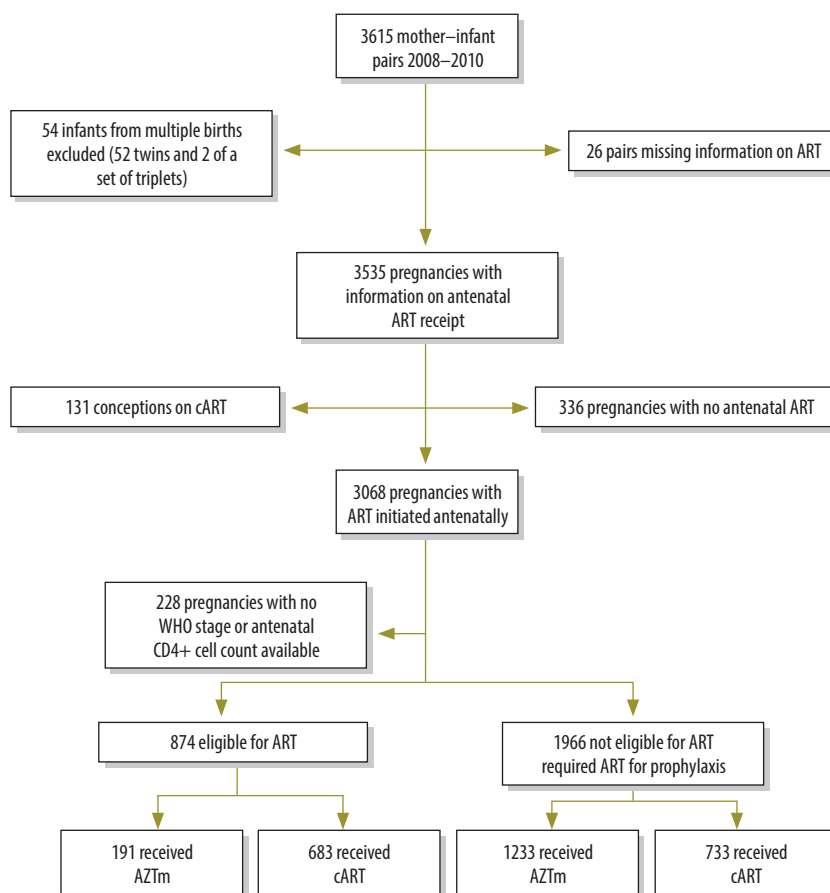 3615 mother–infant
pairs 2008–2010
54 infants from multiple births
excluded (52 twins and 2 of a
set of triplets)
26 pairs missing information on ART
3535 pregnancies with
information on antenatal
ART receipt
131 conceptions on cART
336 pregnancies with no antenatal ART
3068 pregnancies with
ART initiated antenatally
228 pregnancies with no
WHO stage or antenatal
CD4+ cell count available
874 eligible for ART
1966 not eligible for ART
required ART for prophylaxis
191 received
AZTm
683 received
cART
1233 received
AZTm
733 received
cART